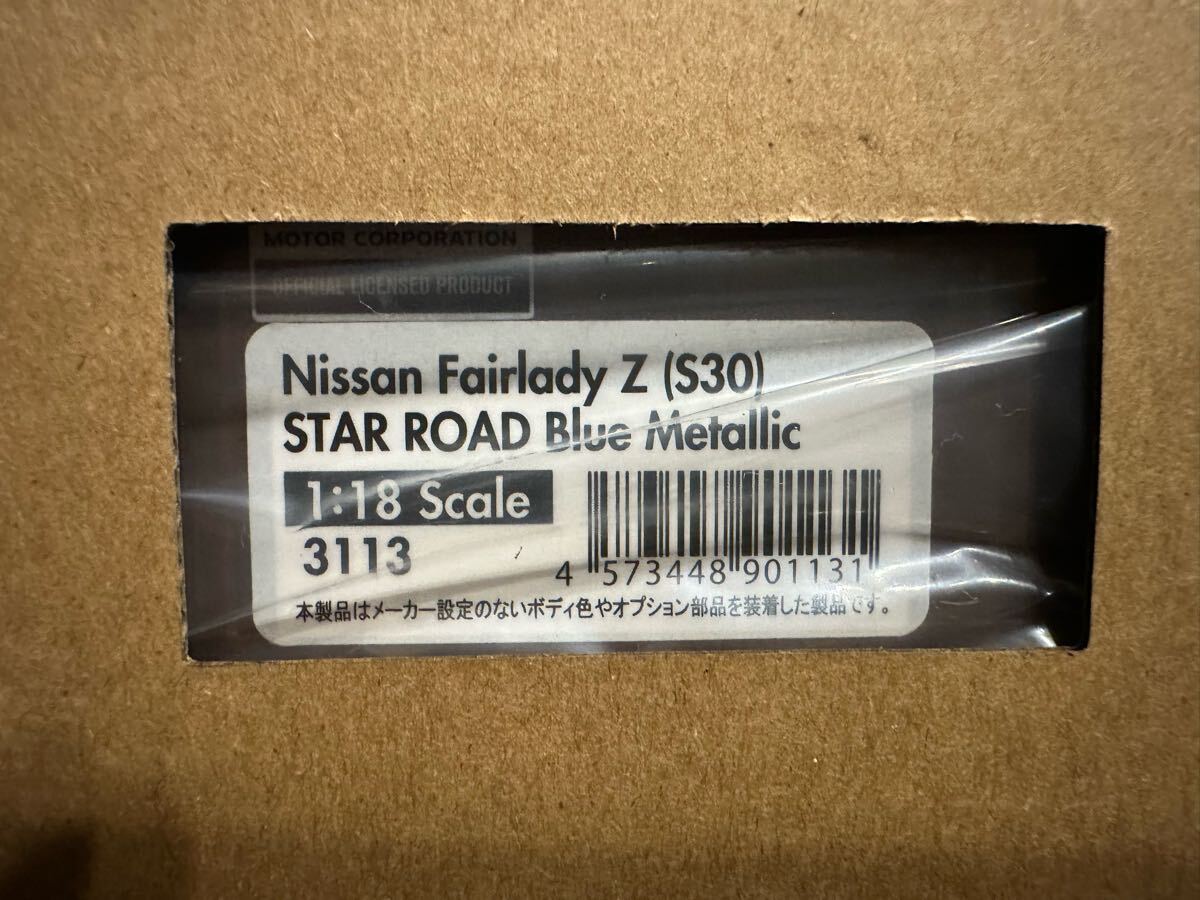 MOTOR CORPORATION
OFFICIAL LICENSED PRODUCT
Nissan Fairlady Z (S30)
STAR ROAD Blue Metallic
1:18 Scale
3113
4 573448 901131
本製品はメーカー設定のないボディ色やオプション部品を装着した製品です。